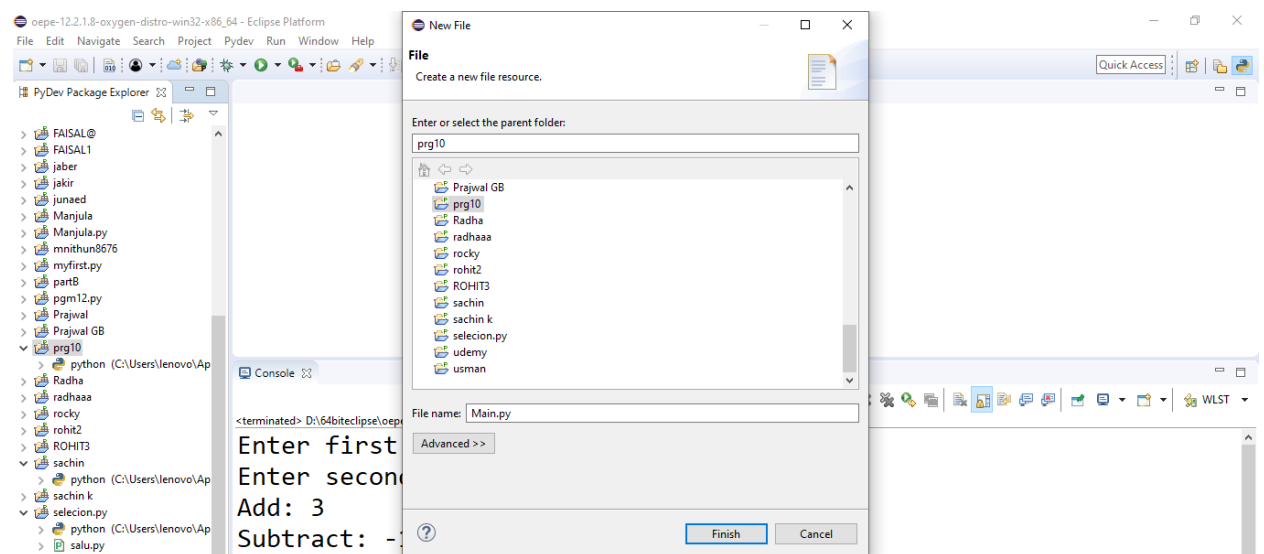 oepe-12.2.1.8-oxygen-distro-win32-x86_64 - Eclipse Platform
File Edit Navigate Search Project Pydev Run Window Help
Quick Access
PyDev Package Explorer
FAISAL@
FAISAL1
jaber
jakir
junaed
Manjula
Manjula.py
mnithun8676
myfirst.py
partB
pgm12.py
Prajwal
Prajwal GB
prg10
python (C:\Users\lenovo\Ap
Radha
radhaaa
rocky
rohit2
ROHIT3
sachin
python (C:\Users\lenovo\Ap
sachin k
selecion.py
python (C:\Users\lenovo\Ap
salu.py
New File
File
Create a new file resource.
Enter or select the parent folder:
prg10
Prajwal GB
prg10
Radha
radhaaa
rocky
rohit2
ROHIT3
sachin
sachin k
selecion.py
udemy
usman
File name: Main.py
Advanced >>
Finish Cancel
Console
WLST
<terminated> D:\64biteclipse\oepe
Enter first
Enter second
Add: 3
Subtract: -1